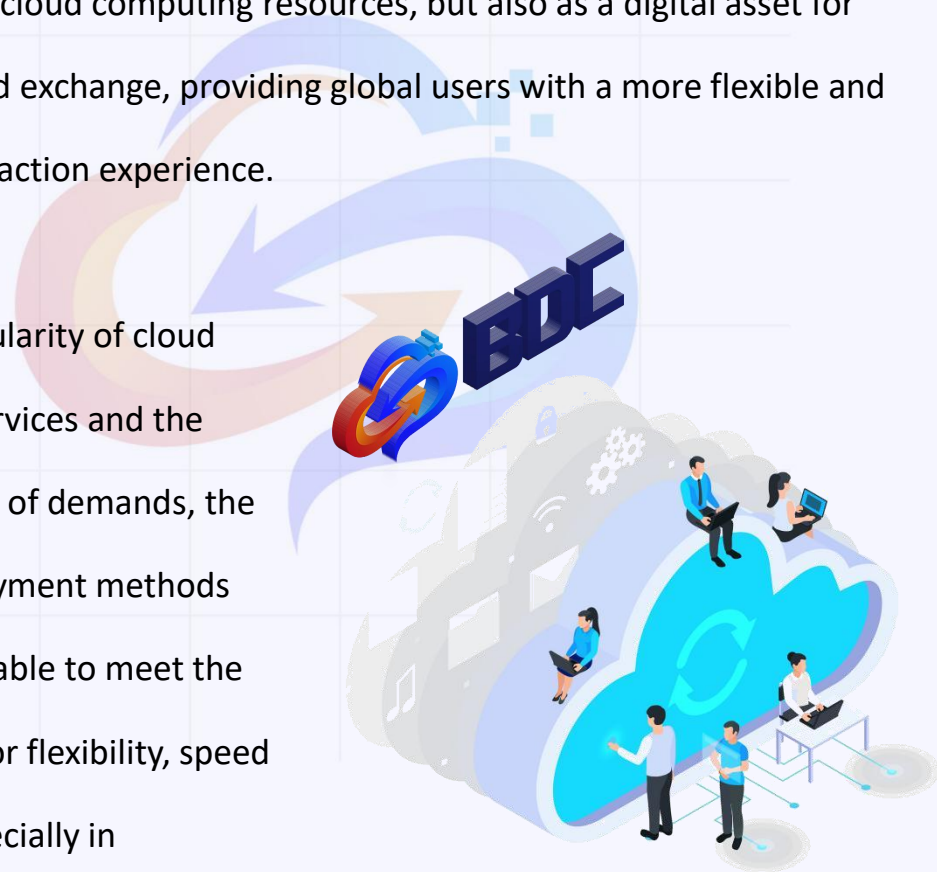 cloud computing resources, but also as a digital asset for
d exchange, providing global users with a more flexible and
action experience.
BDC
ularity of cloud
rvices and the
of demands, the
yment methods
able to meet the
or flexibility, speed
ecially in